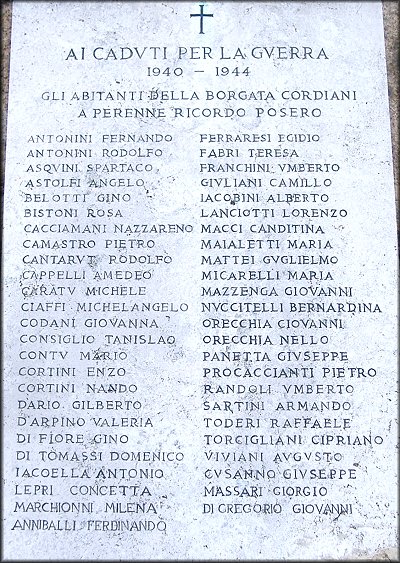 AI CADVTI PER LA GVERRA
1940 – 1944
GLI ABITANTI DELLA BORGATA CORDIANI
A PERENNE RICORDO POSERO
ANTONINI FERNANDO
ANTONINI RODOLFO
ASQVINI SPARTACO
ASTOLFI ANGELO
BELOTTI GINO
BISTONI ROSA
CACCIAMANI NAZZARENO
CAMASTRO PIETRO
CANTARVT RODOLFO
CAPPELLI AMEDEO
CARATV MICHELE
CIAFFI MICHELANGELO
CODANI GIOVANNA
CONSIGLIO TANISLAO
CONTV MARIO
CORTINI ENZO
CORTINI NANDO
DARIO GILBERTO
D'ARPINO VALERIA
DI FIORE GINO
DI TOMASSI DOMENICO
IACOELLA ANTONIO
LEPRI CONCETTA
MARCHIONNI MILENA
ANNIBALLI FERDINANDO
FERRARESI EGIDIO
FABRI TERESA
FRANCHINI VMBERTO
GIVLIANI CAMILLO
IACOBINI ALBERTO
LANCIOTTI LORENZO
MACCI CANDITINA
MAIALETTI MARIA
MATTEI GVGLIELMO
MICARELLI MARIA
MAZZENGA GIOVANNI
NVCCITELLI BERNARDINA
ORECCHIA CIOVANNI
ORECCHIA NELLO
PANETTA GIVSEPPE
PROCACCIANTI PIETRO
RANDOLI VMBERTO
SARTINI ARMANDO
TODERI RAFFAELE
TORCIGLIANI CIPRIANO
VIVIANI AVGVSTO
CVSANNO GIVSEPPE
MASSARI GIORGIO
DI GREGORIO GIOVANNI